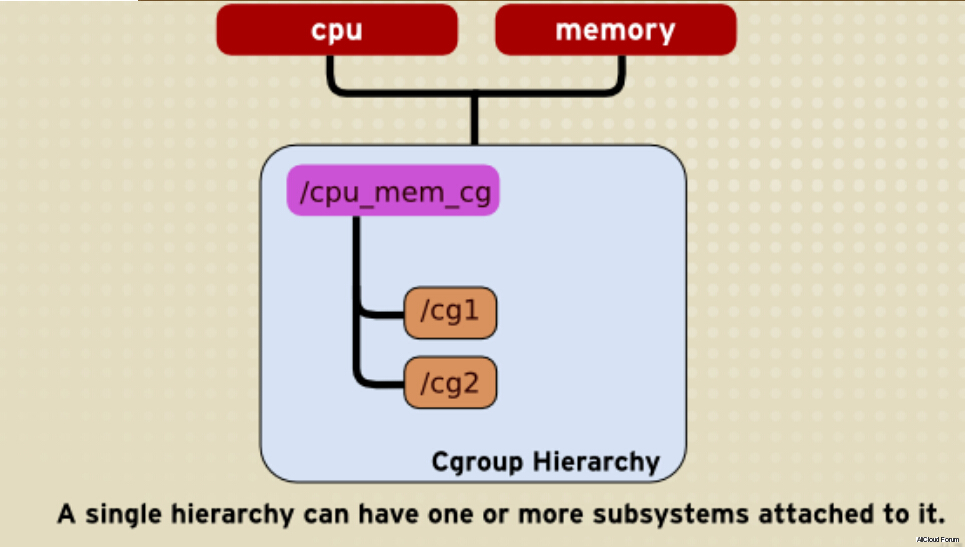 cpu memory
/cpu_mem_cg
/cg1
/cg2
Cgroup Hierarchy
A single hierarchy can have one or more subsystems attached to it.
AllCloud Forum